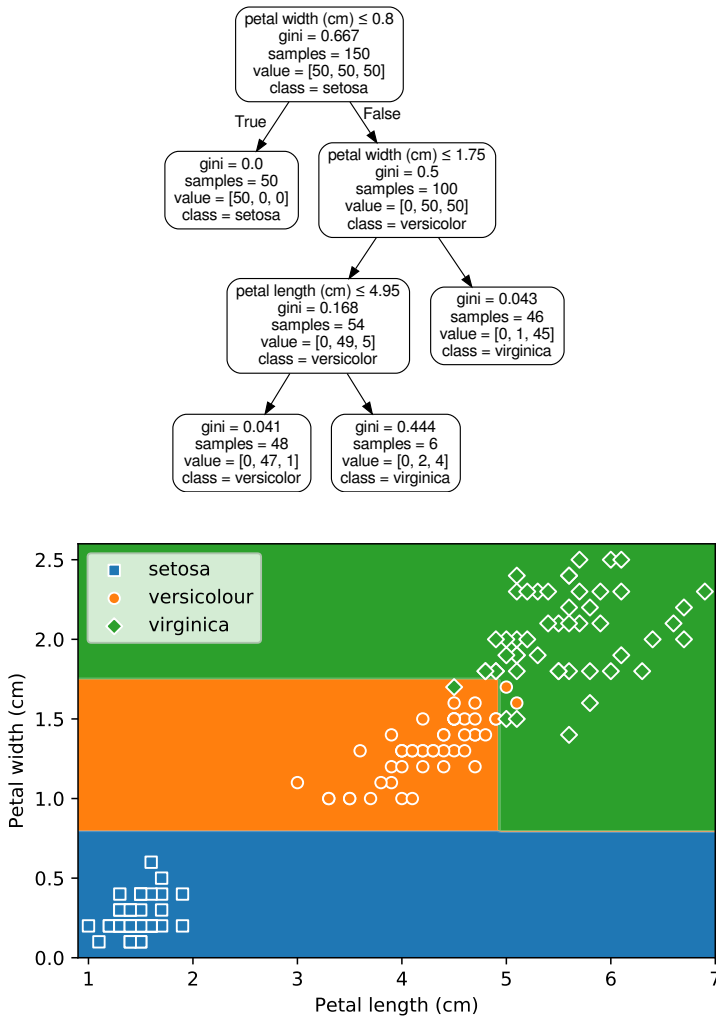 petal width (cm) ≤ 0.8
gini = 0.667
samples = 150
value = [50, 50, 50]
class = setosa
True
False
gini = 0.0
samples = 50
value = [50, 0, 0]
class = setosa
petal width (cm) ≤ 1.75
gini = 0.5
samples = 100
value = [0, 50, 50]
class = versicolor
petal length (cm) ≤ 4.95
gini = 0.168
samples = 54
value = [0, 49, 5]
class = versicolor
gini = 0.043
samples = 46
value = [0, 1, 45]
class = virginica
gini = 0.041
samples = 48
value = [0, 47, 1]
class = versicolor
gini = 0.444
samples = 6
value = [0, 2, 4]
class = virginica
setosa
versicolour
virginica
Petal width (cm)
2.5
2.0
1.5
1.0
0.5
0.0
1 2 3 4 5 6 7
Petal length (cm)